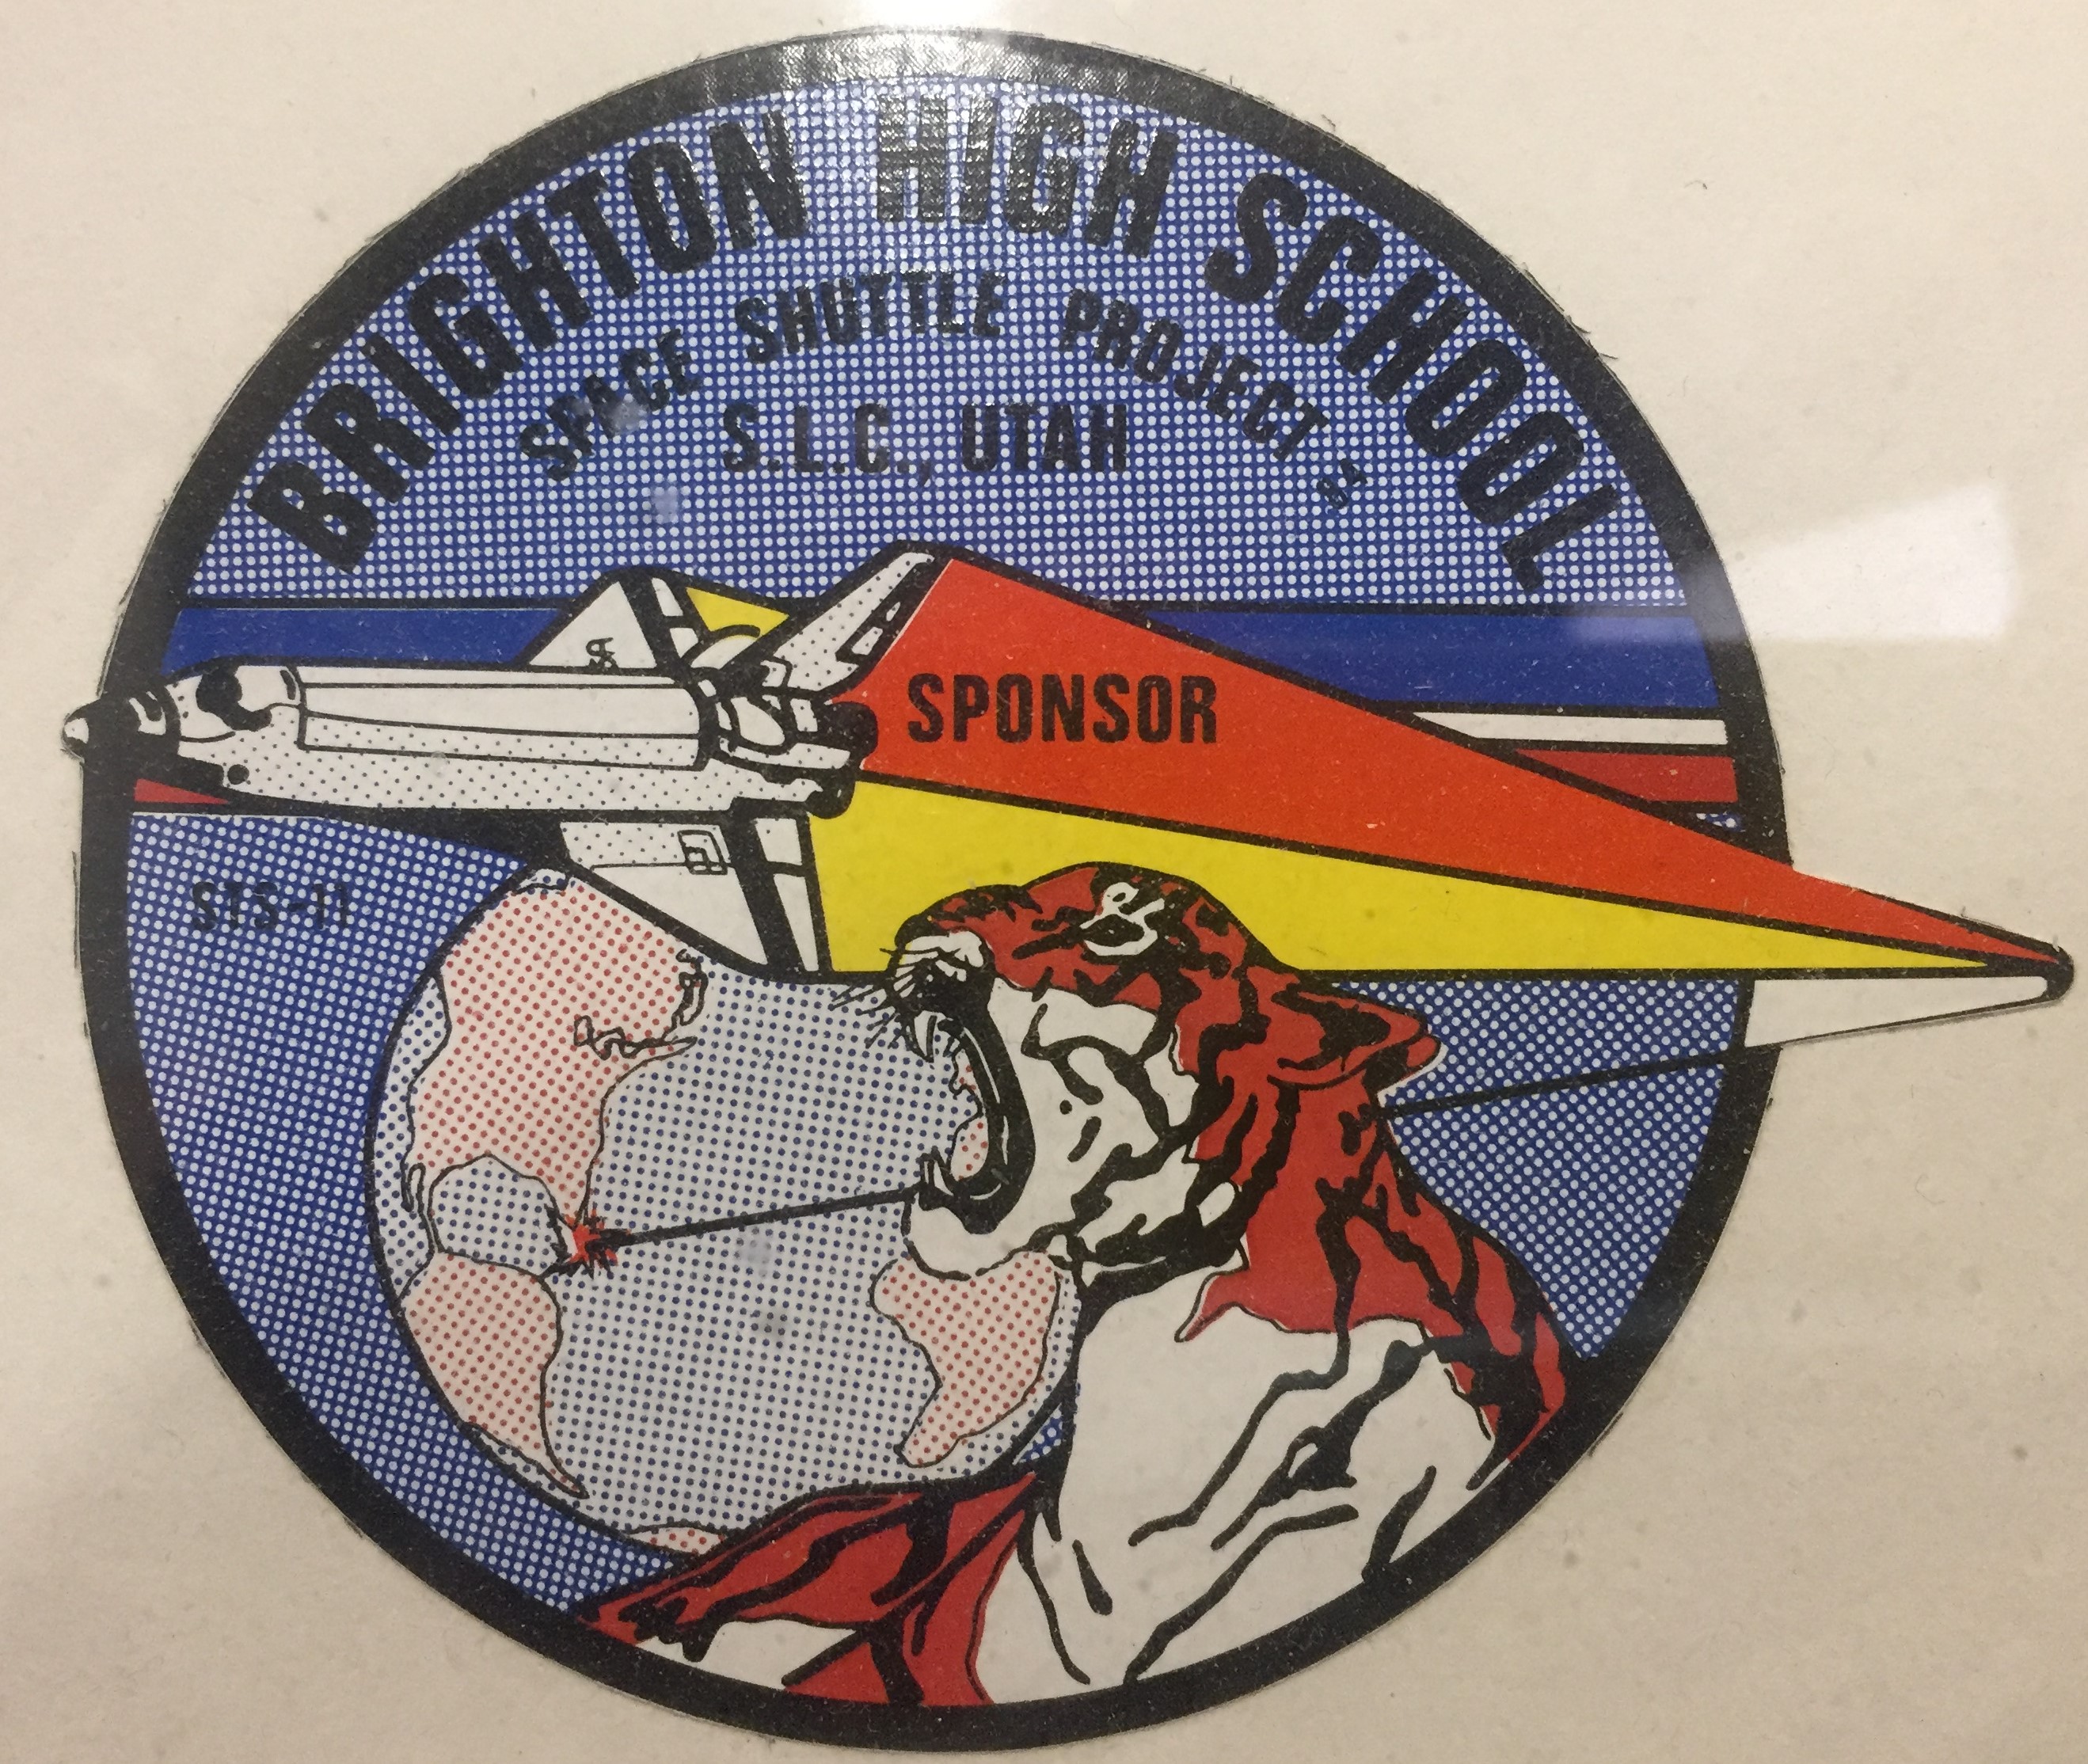 BRIGHTON HIGH SCHOOL
SPACE SHUTTLE PROJECT
S.L.C., UTAH
SPONSOR
STS-11